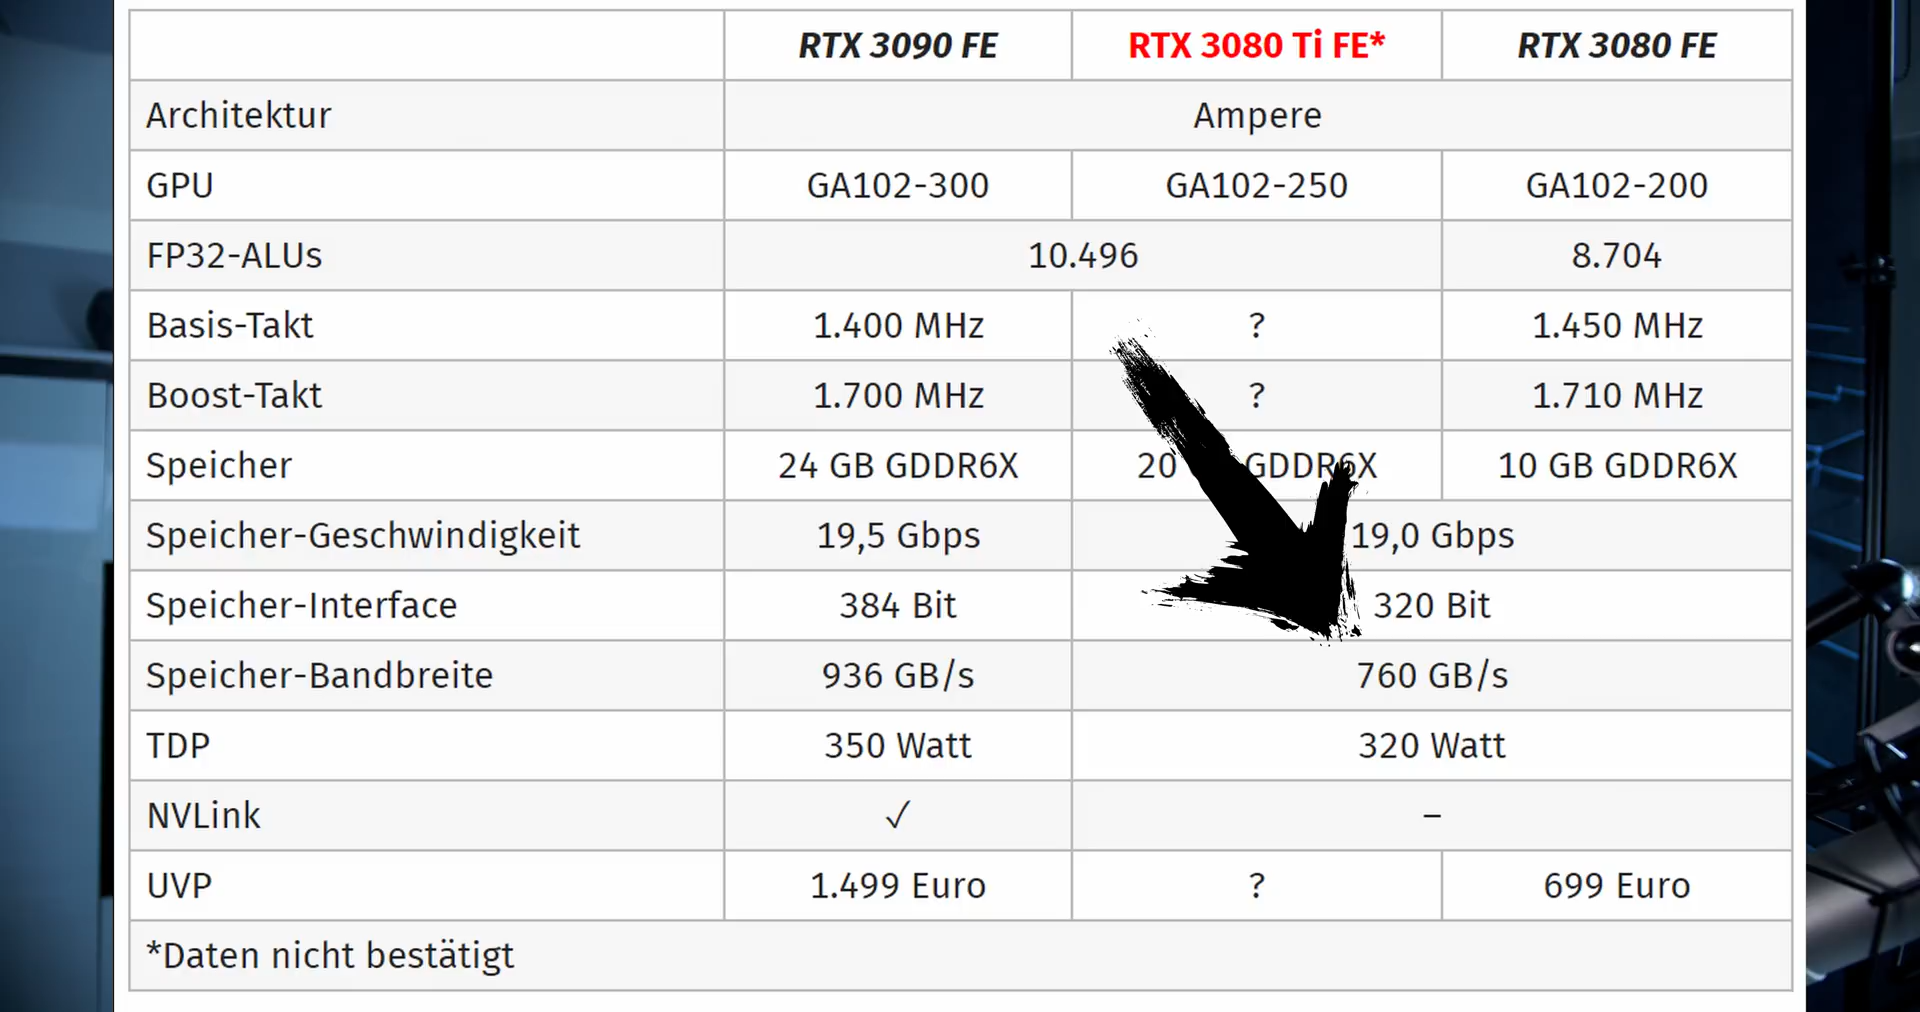 RTX 3090 FE RTX 3080 Ti FE* RTX 3080 FE
Architektur Ampere
GPU GA102-300 GA102-250 GA102-200
FP32-ALUs 10.496 8.704
Basis-Takt 1.400 MHz ? 1.450 MHz
Boost-Takt 1.700 MHz ? 1.710 MHz
Speicher 24 GB GDDR6X 20 GDDR6X 10 GB GDDR6X
Speicher-Geschwindigkeit 19,5 Gbps 19,0 Gbps
Speicher-Interface 384 Bit 320 Bit
Speicher-Bandbreite 936 GB/s 760 GB/s
TDP 350 Watt 320 Watt
NVLink ✓ –
UVP 1.499 Euro ? 699 Euro
*Daten nicht bestätigt